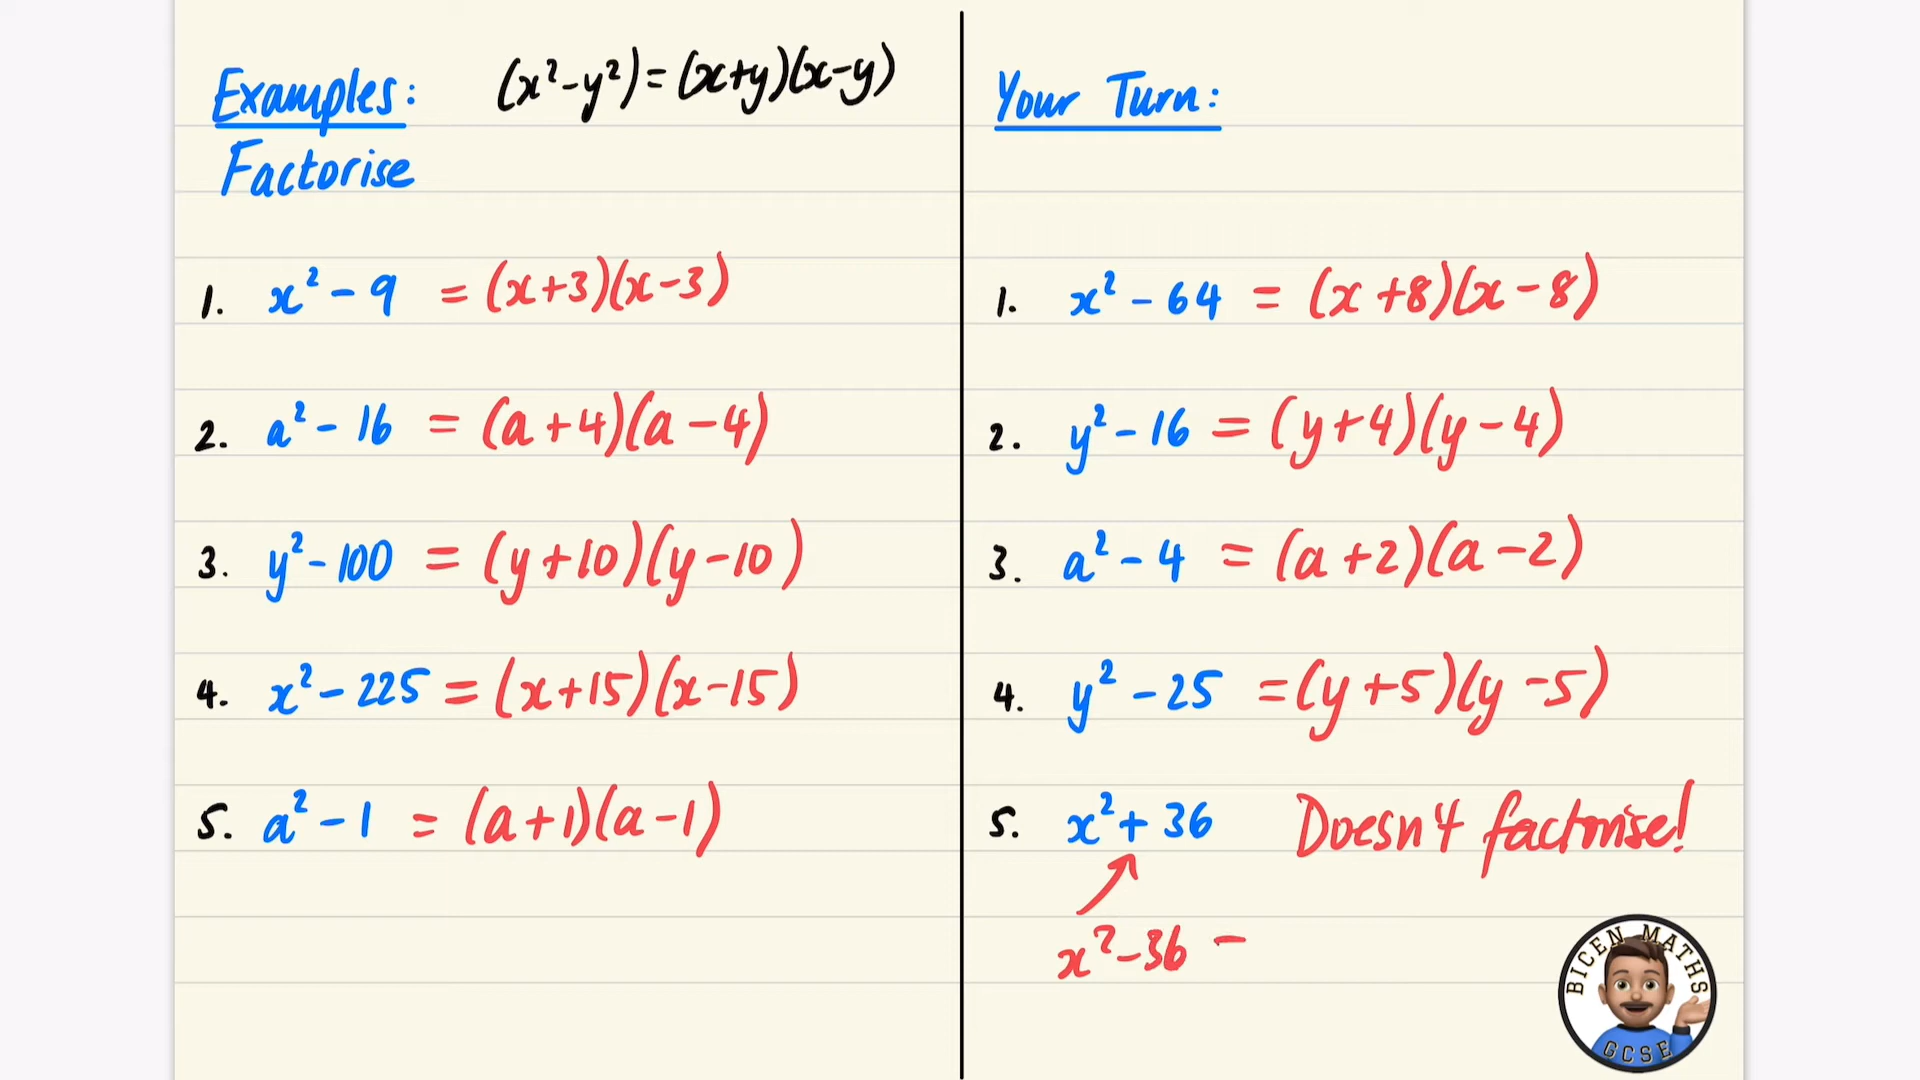 Examples: (x²-y²)=(x+y)(x-y)
Factorise
1. x² - 9 = (x+3)(x-3)
2. a² - 16 = (a+4)(a-4)
3. y² - 100 = (y+10)(y-10)
4. x² - 225 = (x+15)(x-15)
5. a² - 1 = (a+1)(a-1)
Your Turn:
1. x² - 64 = (x+8)(x-8)
2. y² - 16 = (y+4)(y-4)
3. a² - 4 = (a+2)(a-2)
4. y² - 25 = (y+5)(y-5)
5. x² + 36 Doesn't factorise!
x² - 36 =
BICEN MATHS
GCSE